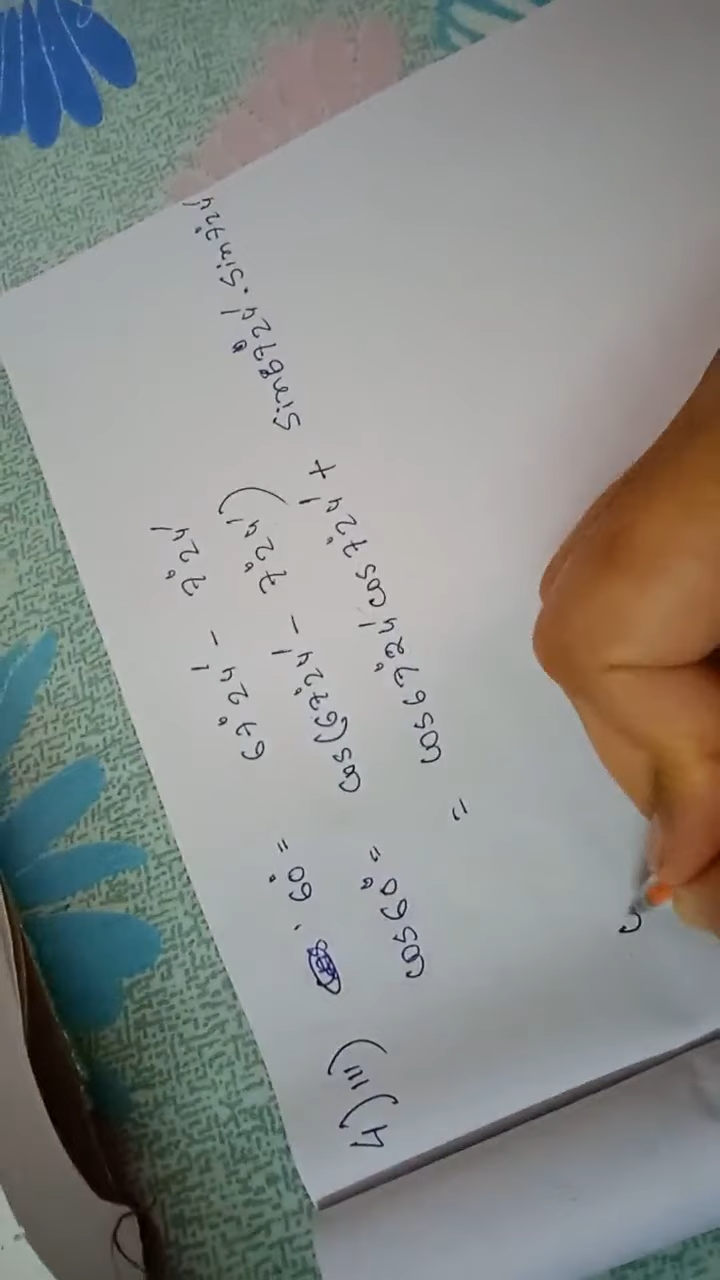 4) iii) 60° = 67°24' - 7°24'
cos60° = cos(67°24' - 7°24')
= cos67°24' cos7°24' + sin67°24'. sin7°24'
c